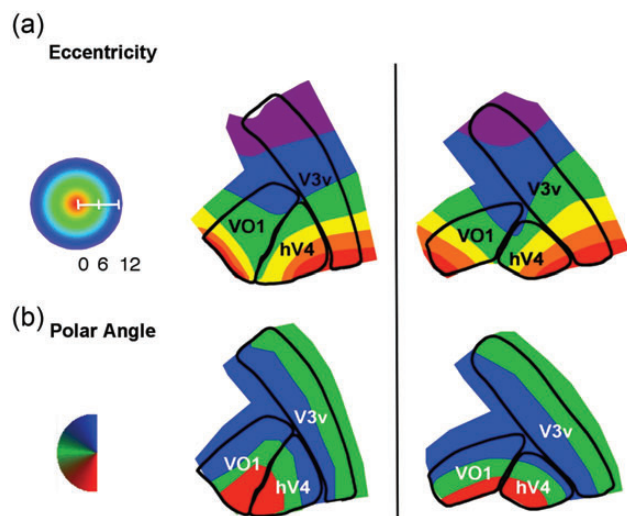 (a)
Eccentricity
V3v
VO1
hV4
V3v
VO1
hV4
0 6 12
(b)
Polar Angle
V3v
VO1
hV4
V3v
VO1
hV4